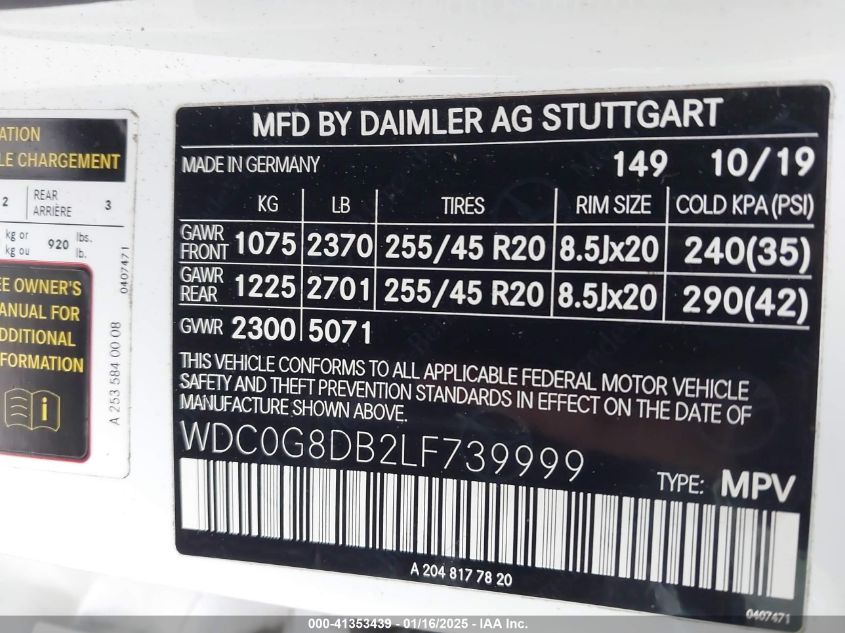 ATION
LE CHARGEMENT
2 REAR ARRIÈRE 3
kg or kg ou 920 lbs. lb.
EE OWNER'S
MANUAL FOR
ADDITIONAL
FORMATION
0407471
A 253 584 00 08
MFD BY DAIMLER AG STUTTGART
MADE IN GERMANY 149 10/19
KG LB TIRES RIM SIZE COLD KPA(PSI)
GAWR FRONT 1075 2370 255/45 R20 8.5Jx20 240(35)
GAWR REAR 1225 2701 255/45 R20 8.5Jx20 290(42)
GVWR 2300 5071
THIS VEHICLE CONFORMS TO ALL APPLICABLE FEDERAL MOTOR VEHICLE
SAFETY AND THEFT PREVENTION STANDARDS IN EFFECT ON THE DATE OF
MANUFACTURE SHOWN ABOVE.
WDC0G8DB2LF739999
TYPE: MPV
A 204 817 78 20
0407471
000-41353439 - 01/16/2025 - IAA Inc.